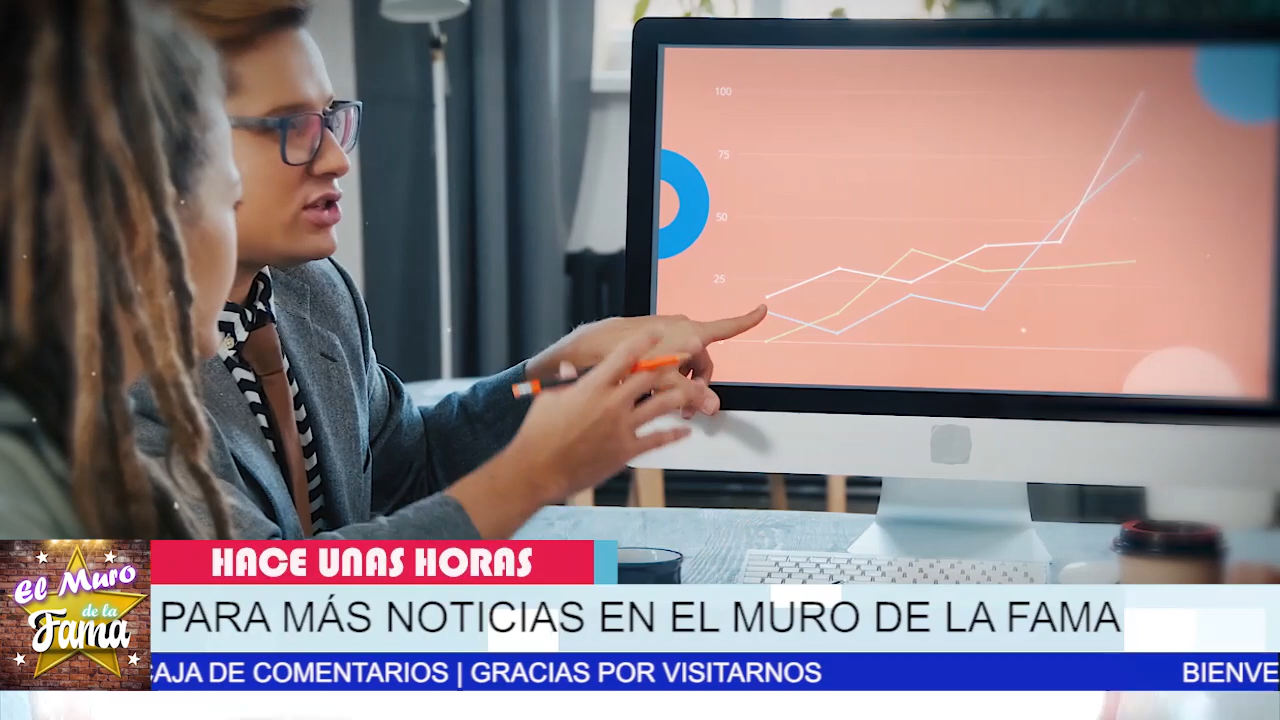 100
75
50
25
HACE UNAS HORAS
El Muro
de la
Fama
PARA MÁS NOTICIAS EN EL MURO DE LA FAMA
AJA DE COMENTARIOS | GRACIAS POR VISITARNOS
BIENVE